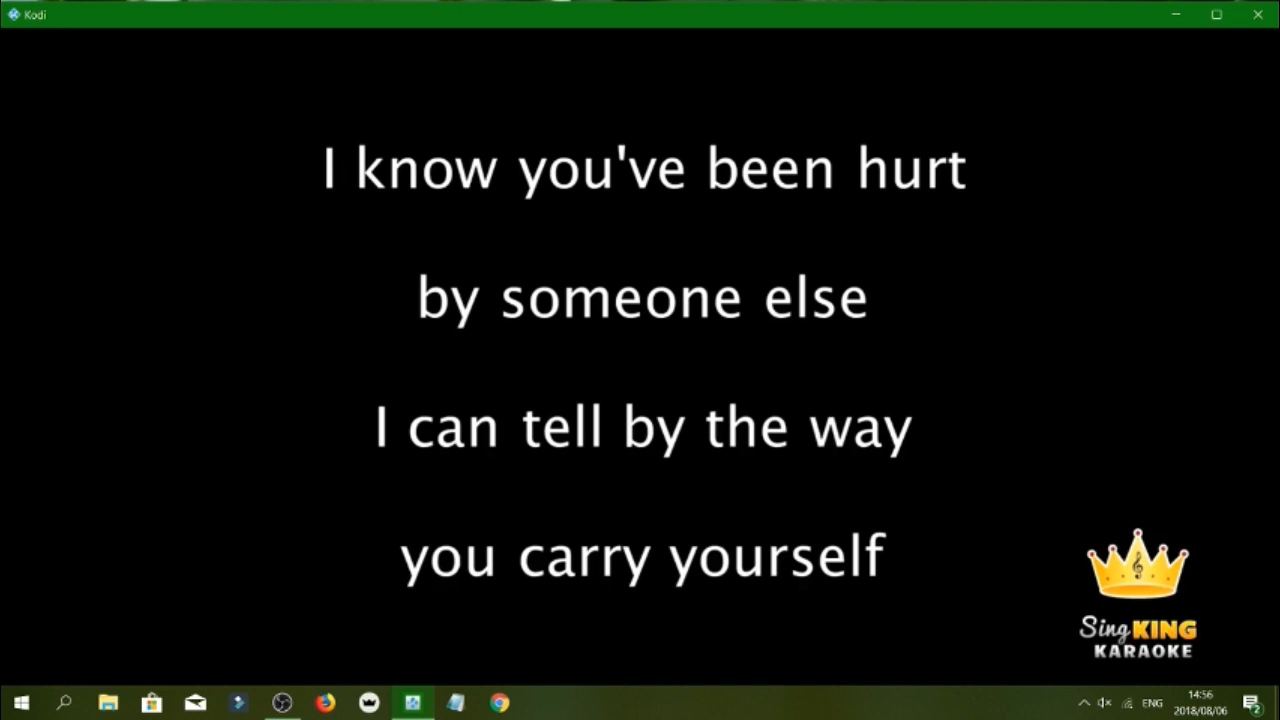 Kodi
I know you've been hurt
by someone else
I can tell by the way
you carry yourself
Sing KING
KARAOKE
ENG
14:56
2018/08/06
2